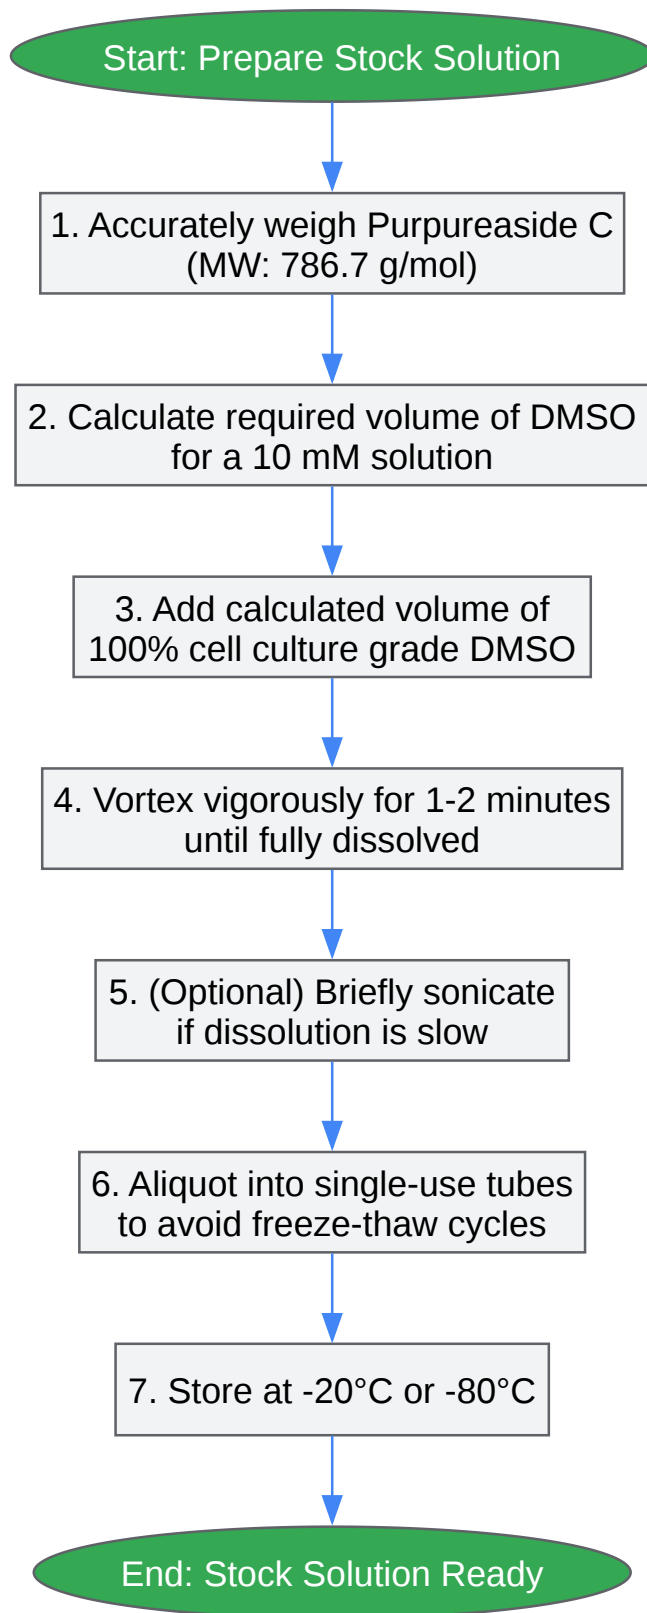 Start: Prepare Stock Solution
1. Accurately weigh Purpureaside C
(MW: 786.7 g/mol)
2. Calculate required volume of DMSO
for a 10 mM solution
3. Add calculated volume of
100% cell culture grade DMSO
4. Vortex vigorously for 1-2 minutes
until fully dissolved
5. (Optional) Briefly sonicate
if dissolution is slow
6. Aliquot into single-use tubes
to avoid freeze-thaw cycles
7. Store at -20°C or -80°C
End: Stock Solution Ready